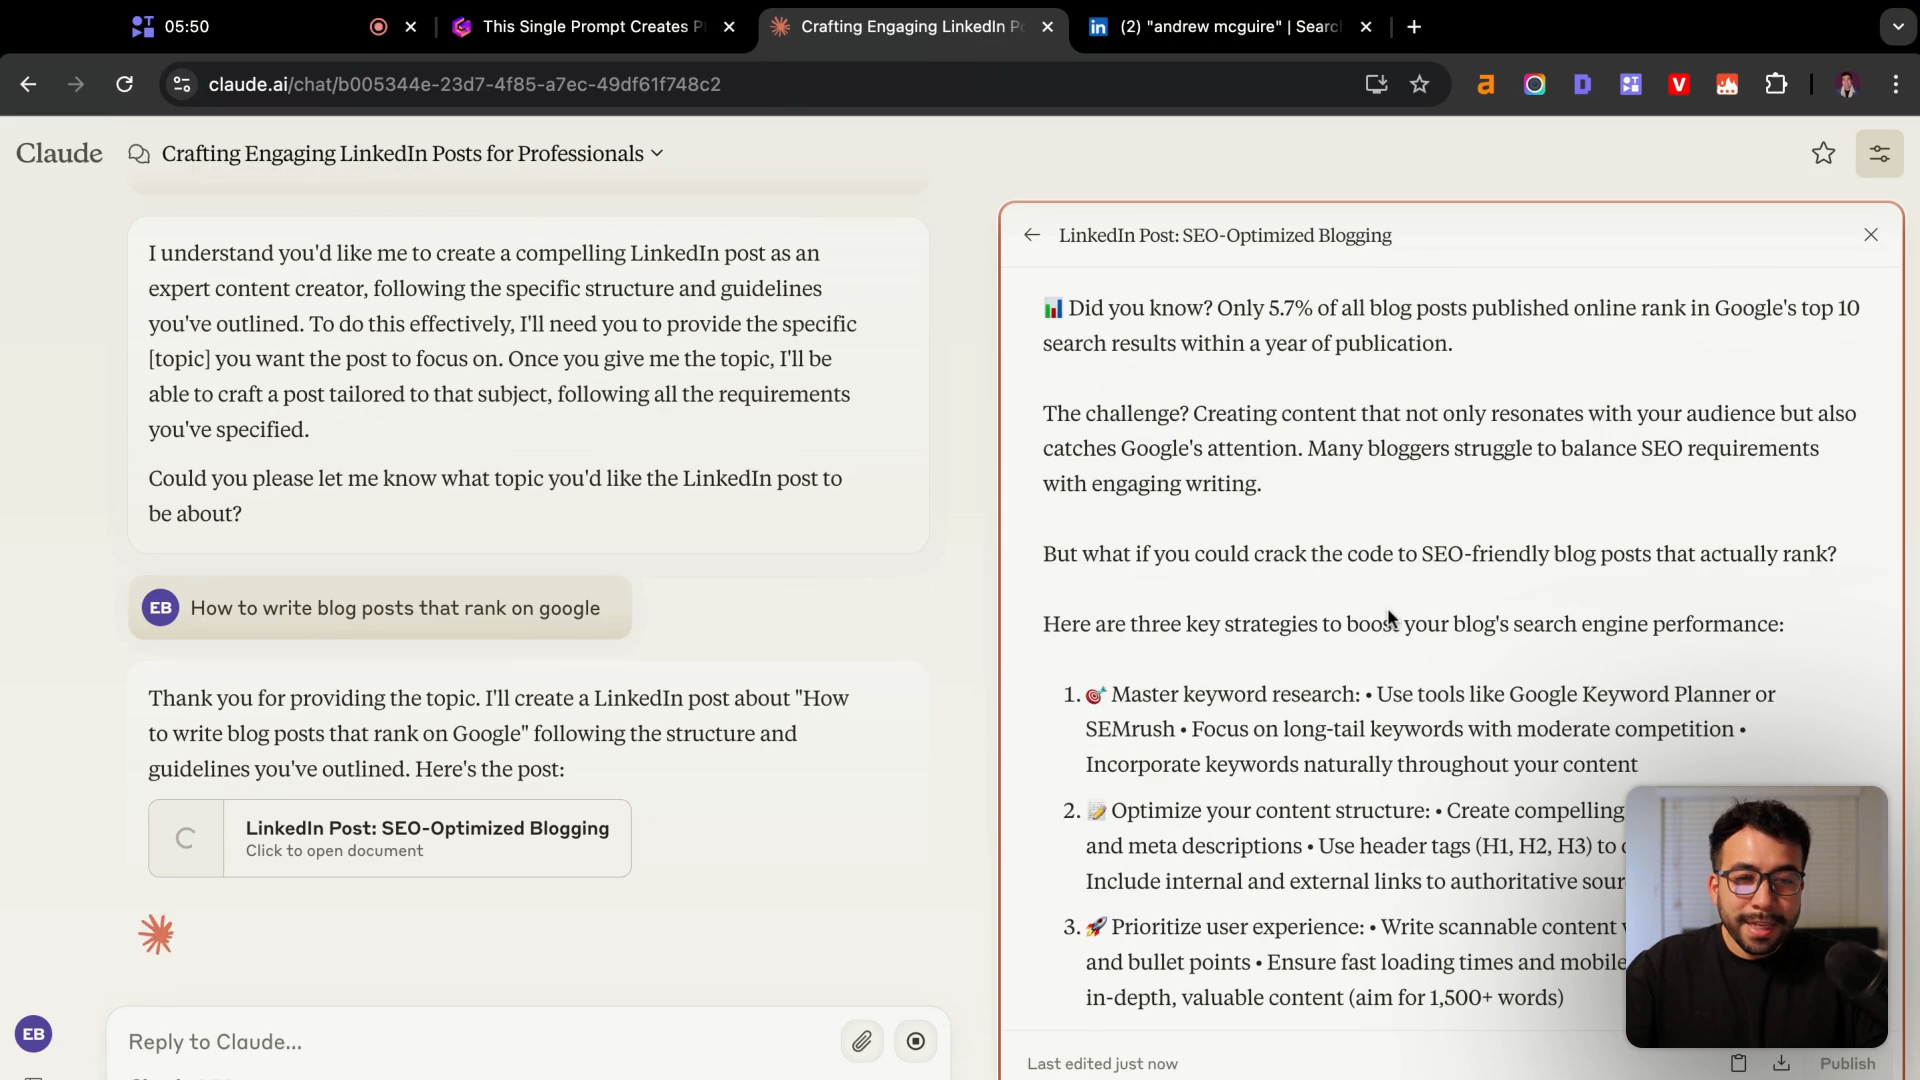 05:50
This Single Prompt Creates P
Crafting Engaging LinkedIn Po
(2) "andrew mcguire" | Searc
claude.ai/chat/b005344e-23d7-4f85-a7ec-49df61f748c2
Claude
Crafting Engaging LinkedIn Posts for Professionals
I understand you'd like me to create a compelling LinkedIn post as an
expert content creator, following the specific structure and guidelines
you've outlined. To do this effectively, I'll need you to provide the specific
[topic] you want the post to focus on. Once you give me the topic, I'll be
able to craft a post tailored to that subject, following all the requirements
you've specified.
Could you please let me know what topic you'd like the LinkedIn post to
be about?
EB How to write blog posts that rank on google
Thank you for providing the topic. I'll create a LinkedIn post about "How
to write blog posts that rank on Google" following the structure and
guidelines you've outlined. Here's the post:
LinkedIn Post: SEO-Optimized Blogging
Click to open document
EB
Reply to Claude...
LinkedIn Post: SEO-Optimized Blogging
📊 Did you know? Only 5.7% of all blog posts published online rank in Google's top 10
search results within a year of publication.
The challenge? Creating content that not only resonates with your audience but also
catches Google's attention. Many bloggers struggle to balance SEO requirements
with engaging writing.
But what if you could crack the code to SEO-friendly blog posts that actually rank?
Here are three key strategies to boost your blog's search engine performance:
1. 🎯 Master keyword research: • Use tools like Google Keyword Planner or
SEMrush • Focus on long-tail keywords with moderate competition •
Incorporate keywords naturally throughout your content
2. 📝 Optimize your content structure: • Create compelling
and meta descriptions • Use header tags (H1, H2, H3) to
Include internal and external links to authoritative sour
3. 🚀 Prioritize user experience: • Write scannable content
and bullet points • Ensure fast loading times and mobile
in-depth, valuable content (aim for 1,500+ words)
Last edited just now
Publish